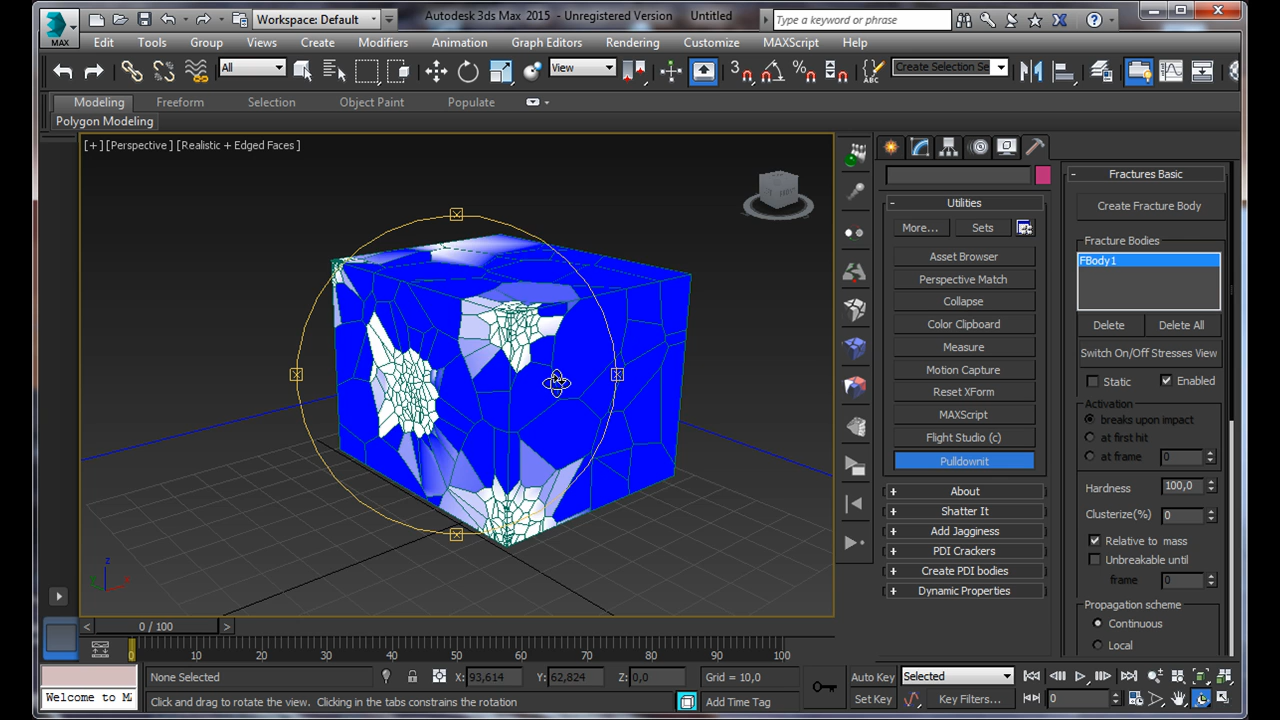 Workspace: Default
Autodesk 3ds Max 2015 - Unregistered Version Untitled
Type a keyword or phrase
MAX
Edit Tools Group Views Create Modifiers Animation Graph Editors Rendering Customize MAXScript Help
All
View
Create Selection Se
Modeling Freeform Selection Object Paint Populate
Polygon Modeling
[+][Perspective][Realistic + Edged Faces]
Utilities
More... Sets
Asset Browser
Perspective Match
Collapse
Color Clipboard
Measure
Motion Capture
Reset XForm
MAXScript
Flight Studio (c)
Pulldownit
+ About
+ Shatter It
+ Add Jagginess
+ PDI Crackers
+ Create PDI bodies
+ Dynamic Properties
- Fractures Basic
Create Fracture Body
Fracture Bodies
FBody1
Delete Delete All
Switch On/Off Stresses View
Static Enabled
Activation
breaks upon impact
at first hit
at frame 0
Hardness 100,0
Clusterize(%) 0
Relative to mass
Unbreakable until
frame 0
Propagation scheme
Continuous
Local
< 0 / 100 >
0 10 20 30 40 50 60 70 80 90 100
None Selected X: 93,614 Y: 62,824 Z: 0,0 Grid = 10,0 Auto Key Selected
Welcome to M
Click and drag to rotate the view. Clicking in the tabs constrains the rotation Add Time Tag Set Key Key Filters... 0